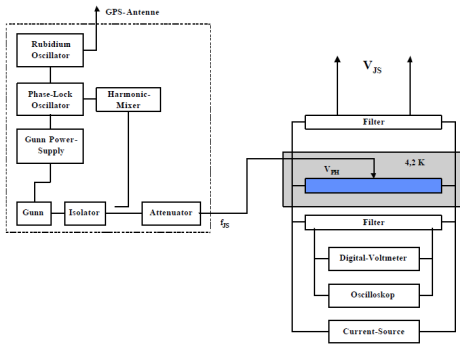 GPS-Antenne
Rubidium
Oscillator
Phase-Lock
Oscillator
Harmonic-
Mixer
Gunn Power-
Supply
Gunn
Isolator
Attenuator
fJS
VJS
Filter
4,2 K
VPH
Filter
Digital-Voltmeter
Oscilloskop
Current-Source